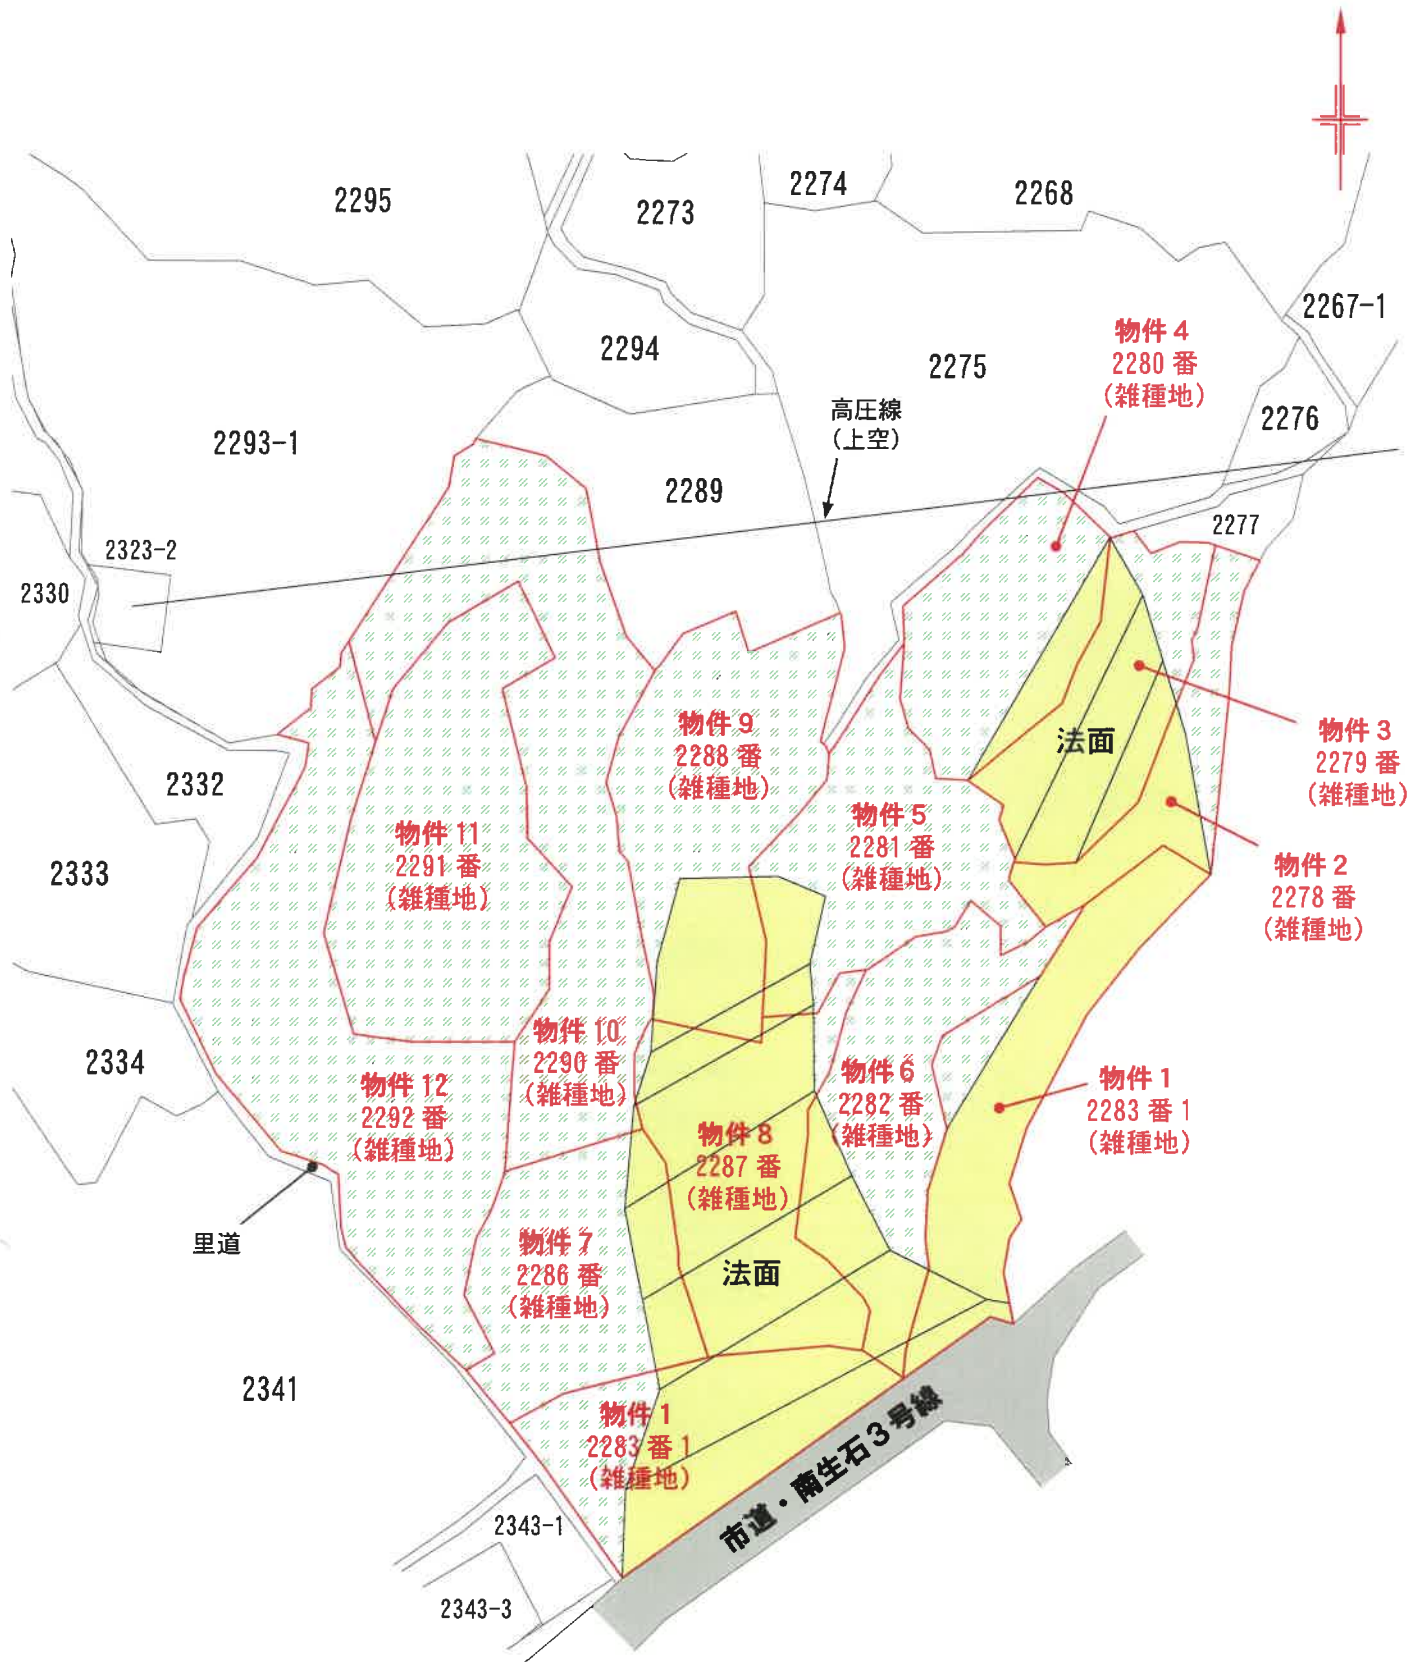 2295
2273
2274
2268
2267-1
2294
2275
物件 4
2280 番
(雑種地)
2276
2293-1
高圧線
(上空)
2289
2277
2323-2
2330
物件 9
2288 番
(雑種地)
法面
物件 3
2279 番
(雑種地)
2332
物件 11
2291 番
(雑種地)
物件 5
2281 番
(雑種地)
2333
物件 2
2278 番
(雑種地)
物件 10
2290 番
(雑種地)
2334
物件 12
2292 番
(雑種地)
物件 6
2282 番
(雑種地)
物件 1
2283 番 1
(雑種地)
物件 8
2287 番
(雑種地)
里道
物件 7
2286 番
(雑種地)
法面
2341
物件 1
2283 番 1
(雑種地)
市道・南生石3号線
2343-1
2343-3